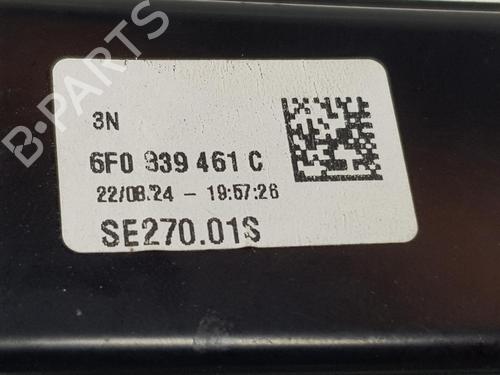 B-PARTS
3N
6F0 839 461 C
22/08/24 - 19:57:26
SE270.01S